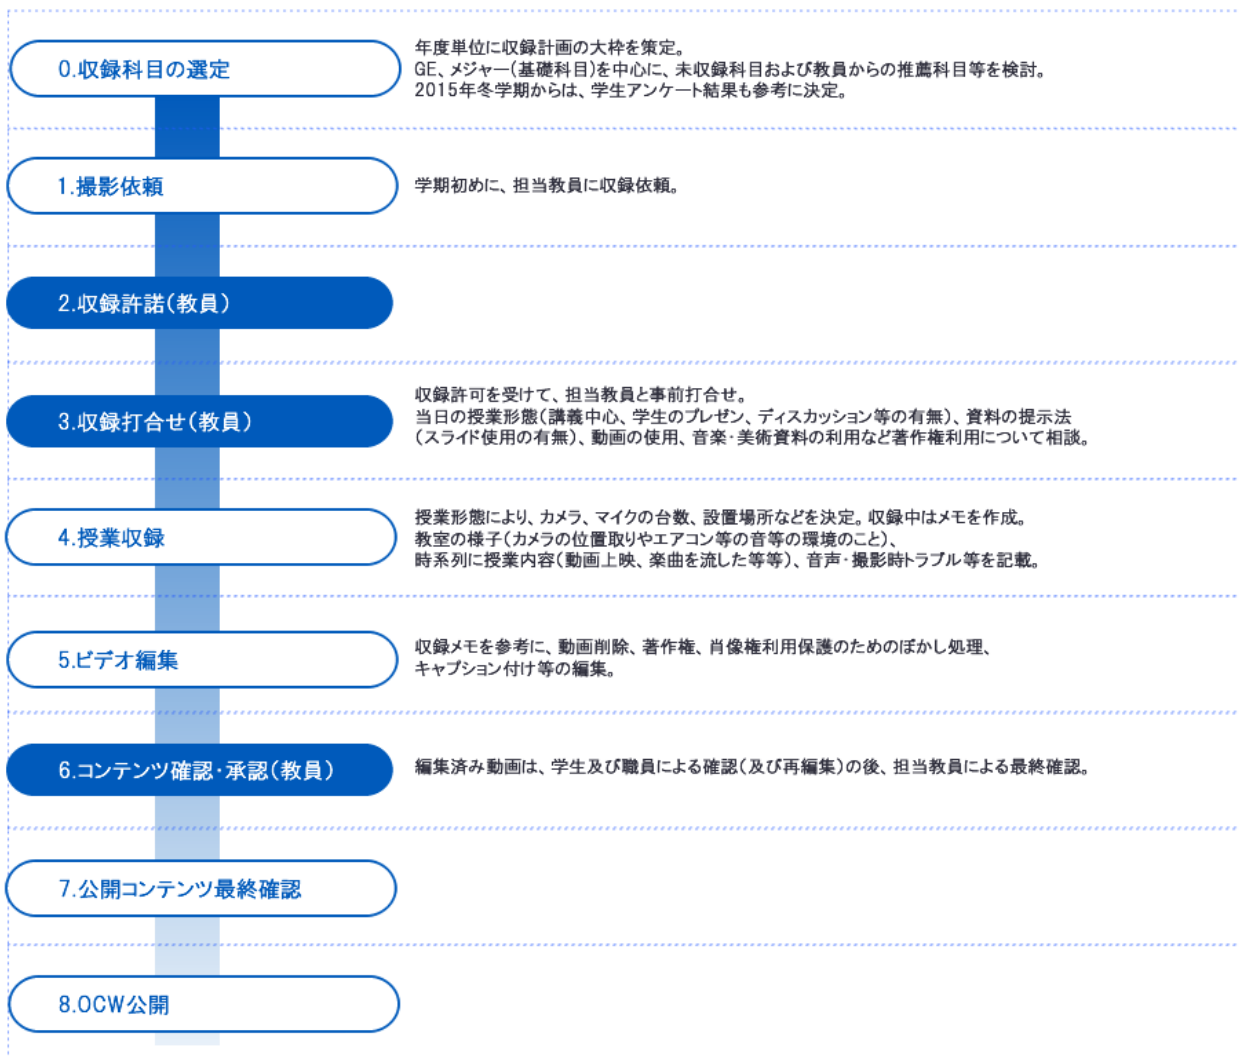 0.収録科目の選定
年度単位に収録計画の大枠を策定。
GE、メジャー(基礎科目)を中心に、未収録科目および教員からの推薦科目等を検討。
2015年冬学期からは、学生アンケート結果も参考に決定。
1.撮影依頼
学期初めに、担当教員に収録依頼。
2.収録許諾(教員)
3.収録打合せ(教員)
収録許可を受けて、担当教員と事前打合せ。
当日の授業形態(講義中心、学生のプレゼン、ディスカッション等の有無)、資料の提示法
(スライド使用の有無)、動画の使用、音楽・美術資料の利用など著作権利用について相談。
4.授業収録
授業形態により、カメラ、マイクの台数、設置場所などを決定。収録中はメモを作成。
教室の様子(カメラの位置取りやエアコン等の音等の環境のこと)、
時系列に授業内容(動画上映、楽曲を流した等等)、音声・撮影時トラブル等を記載。
5.ビデオ編集
収録メモを参考に、動画削除、著作権、肖像権利用保護のためのぼかし処理、
キャプション付け等の編集。
6.コンテンツ確認・承認(教員)
編集済み動画は、学生及び職員による確認(及び再編集)の後、担当教員による最終確認。
7.公開コンテンツ最終確認
8.OCW公開